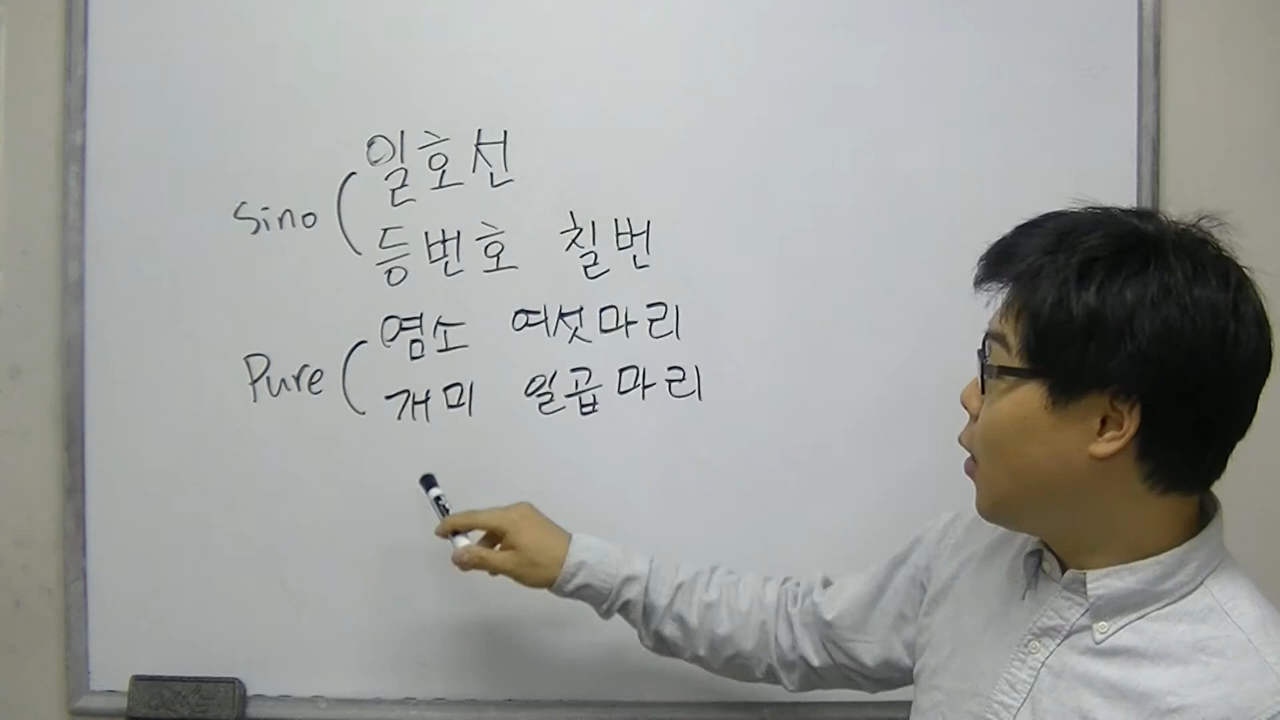 Sino
일호선
등번호 칠번
Pure
염소 여섯마리
개미 일곱마리